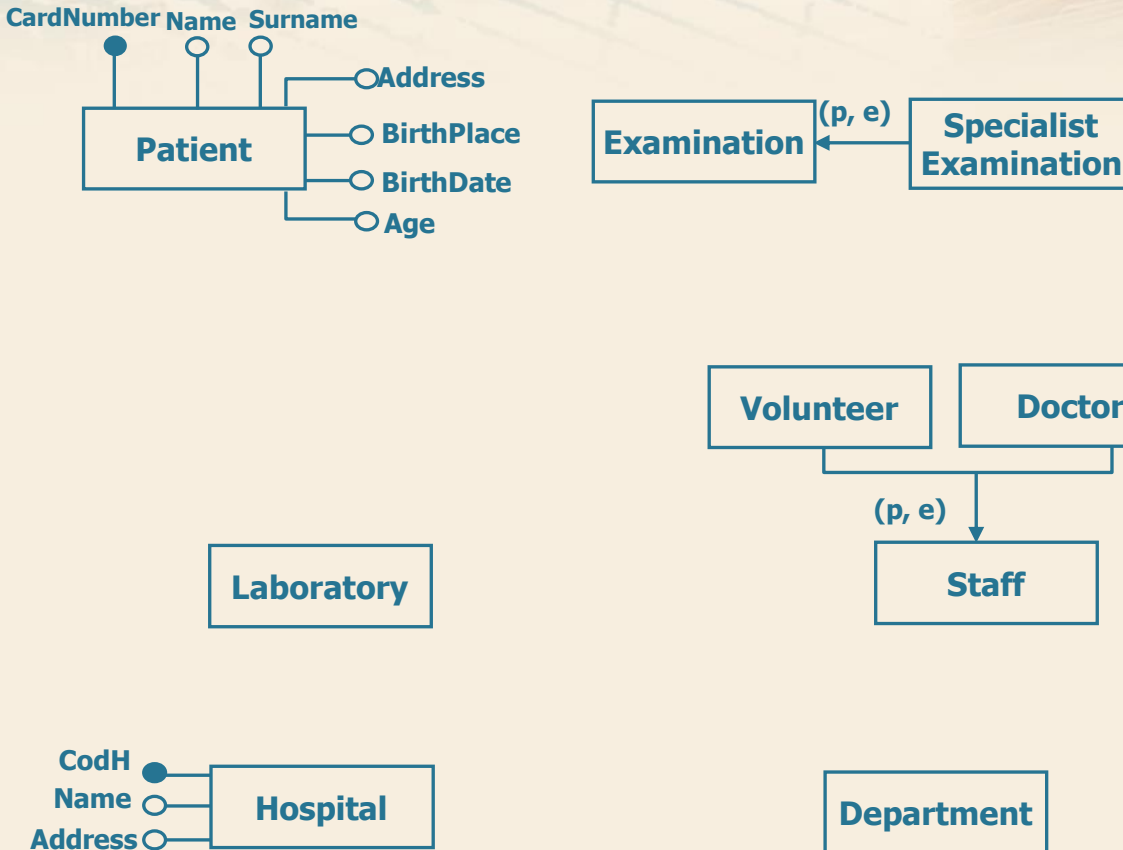 CardNumber Name Surname
Address
BirthPlace
BirthDate
Age
Patient
Examination
(p, e)
Specialist
Examination
Volunteer
Doctor
(p, e)
Staff
Laboratory
CodH
Name
Address
Hospital
Department